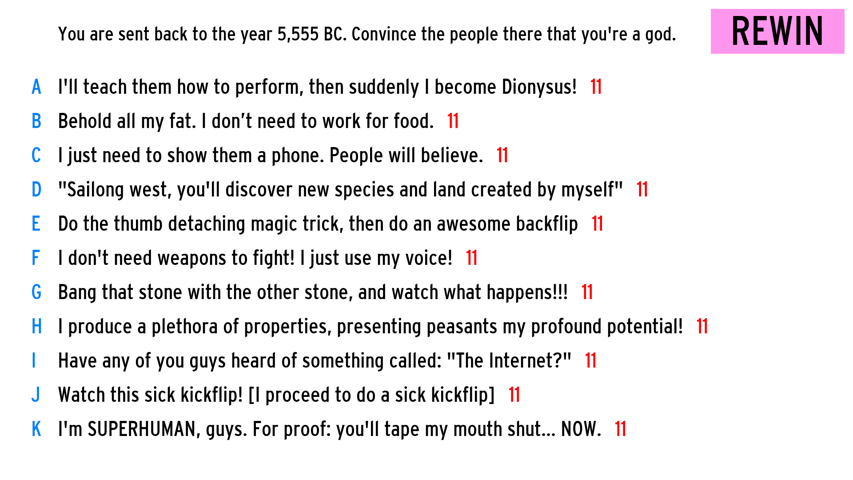 You are sent back to the year 5,555 BC. Convince the people there that you're a god.
REWIN
A I'll teach them how to perform, then suddenly I become Dionysus! 11
B Behold all my fat. I don’t need to work for food. 11
C I just need to show them a phone. People will believe. 11
D "Sailong west, you'll discover new species and land created by myself" 11
E Do the thumb detaching magic trick, then do an awesome backflip 11
F I don't need weapons to fight! I just use my voice! 11
G Bang that stone with the other stone, and watch what happens!!! 11
H I produce a plethora of properties, presenting peasants my profound potential! 11
I Have any of you guys heard of something called: "The Internet?" 11
J Watch this sick kickflip! [I proceed to do a sick kickflip] 11
K I'm SUPERHUMAN, guys. For proof: you'll tape my mouth shut... NOW. 11